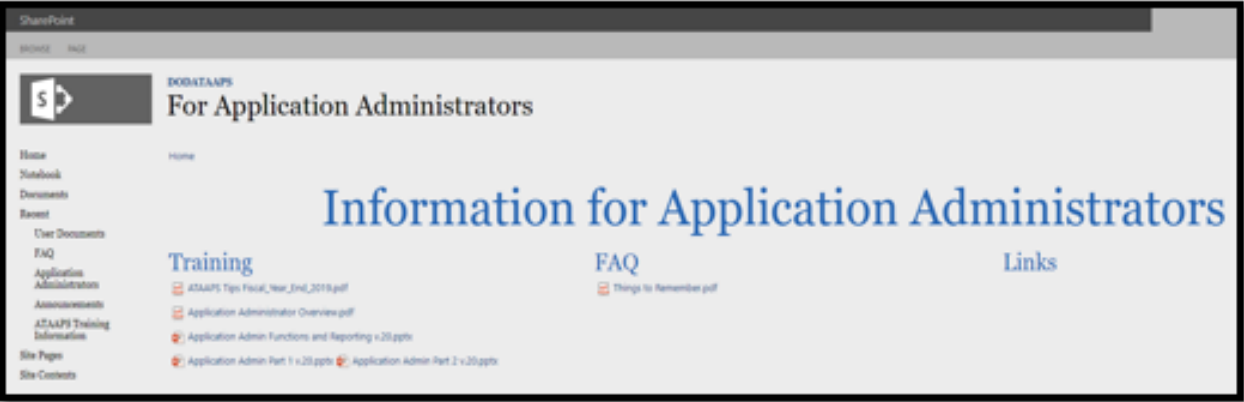 SharePoint
BROWSE PAGE
S
DODATAAPS
For Application Administrators
Home
Notebook
Documents
Recent
User Documents
FAQ
Application
Administrators
Announcements
ATAAPS Training
Information
Site Pages
Site Contents
Home
Information for Application Administrators
Training
ATAAPS Tips Fiscal_Year_End_2019.pdf
Application Administrator Overview.pdf
Application Admin Functions and Reporting v.20.pptx
Application Admin Part 1 v.20.pptx Application Admin Part 2 v.20.pptx
FAQ
Things to Remember.pdf
Links